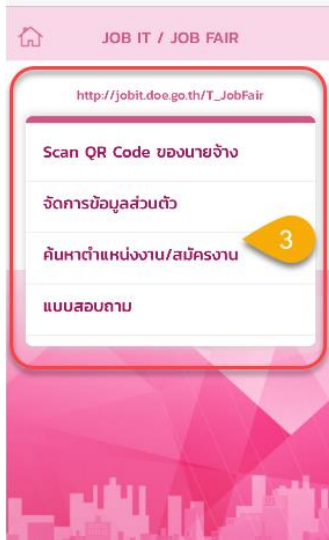 JOB IT / JOB FAIR
http://jobit.doe.go.th/T_JobFair
Scan QR Code ของนายจ้าง
จัดการข้อมูลส่วนตัว
ค้นหาตำแหน่งงาน/สมัครงาน
3
แบบสอบถาม